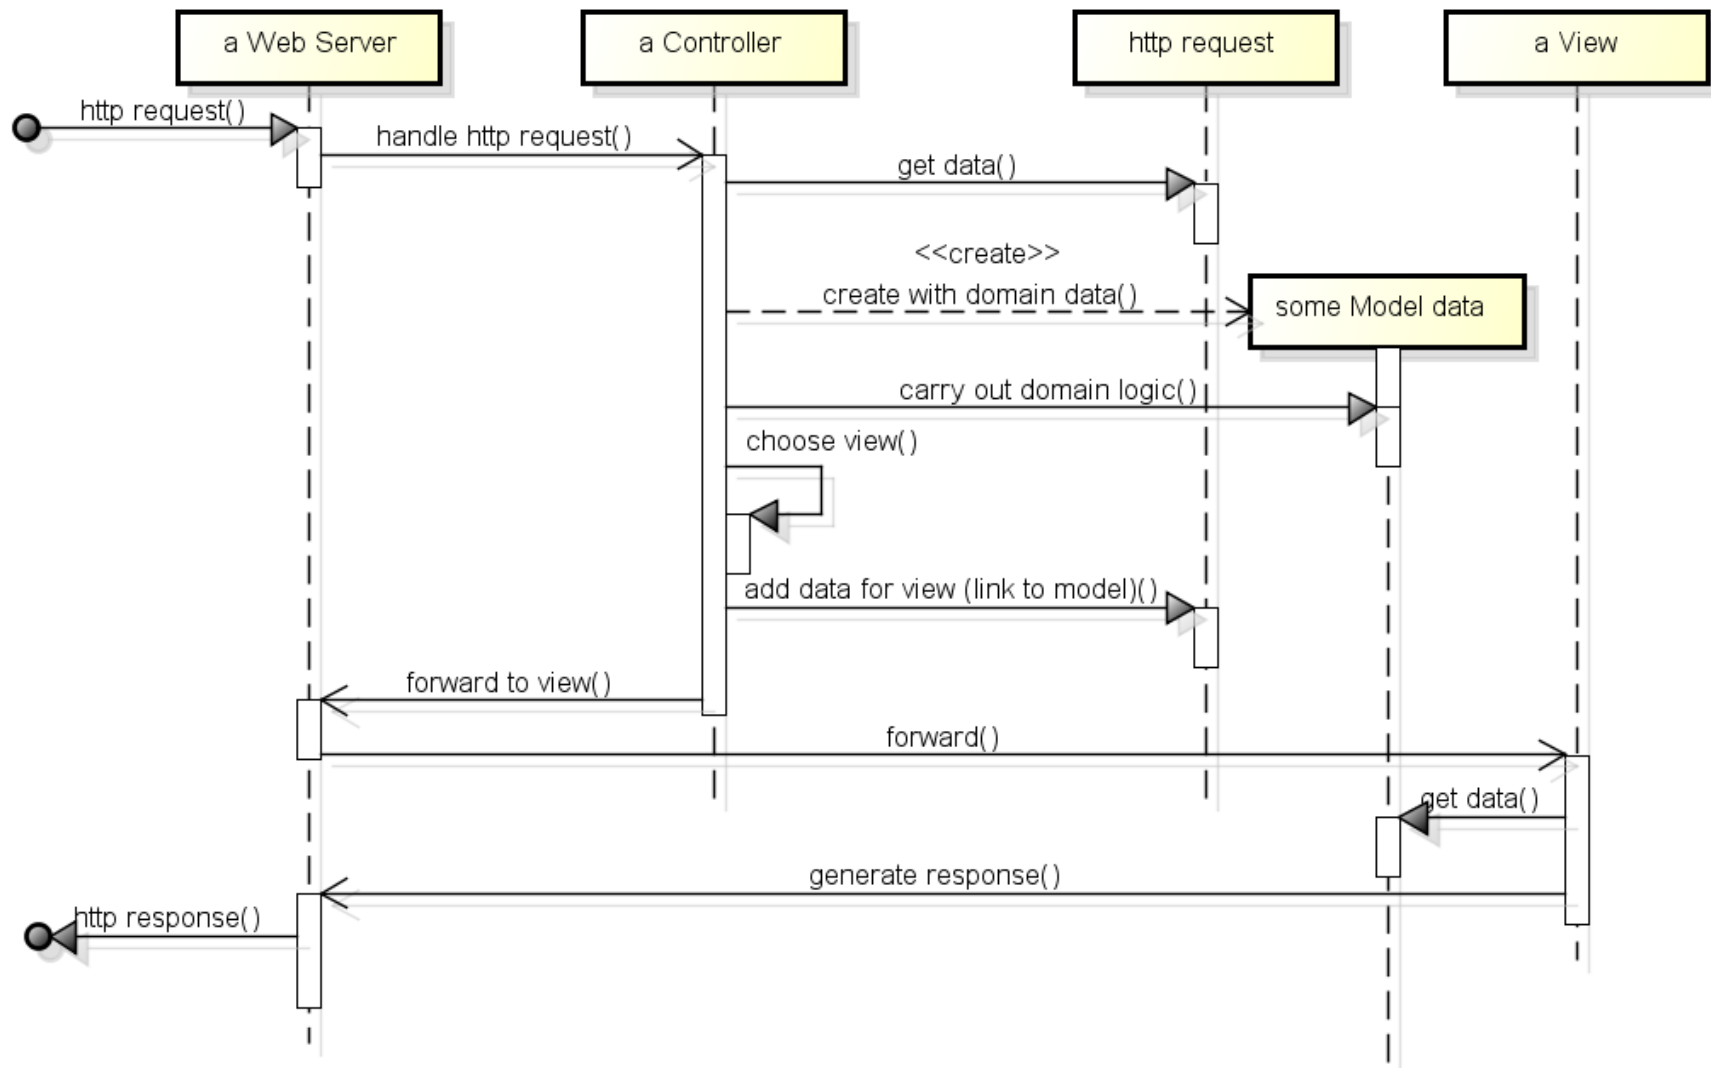 a Web Server
a Controller
http request
a View
http request()
handle http request()
get data()
<<create>>
create with domain data()
some Model data
carry out domain logic()
choose view()
add data for view (link to model)()
forward to view()
forward()
get data()
generate response()
http response()